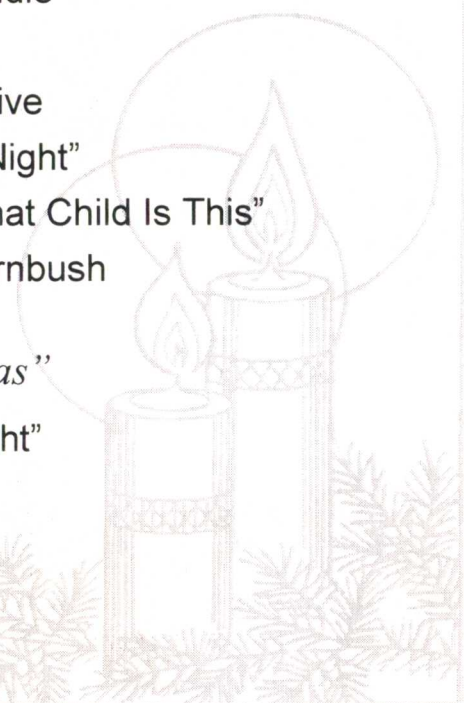 ive
Night”
at Child Is This”
rnbush
as”
ht”